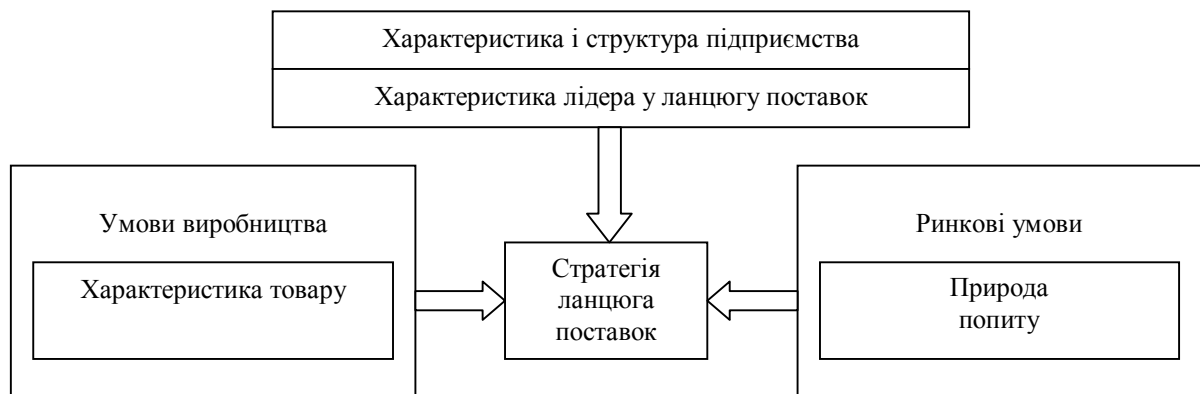 Характеристика і структура підприємства
Характеристика лідера у ланцюгу поставок
Умови виробництва
Характеристика товару
Стратегія
ланцюга
поставок
Ринкові умови
Природа
попиту